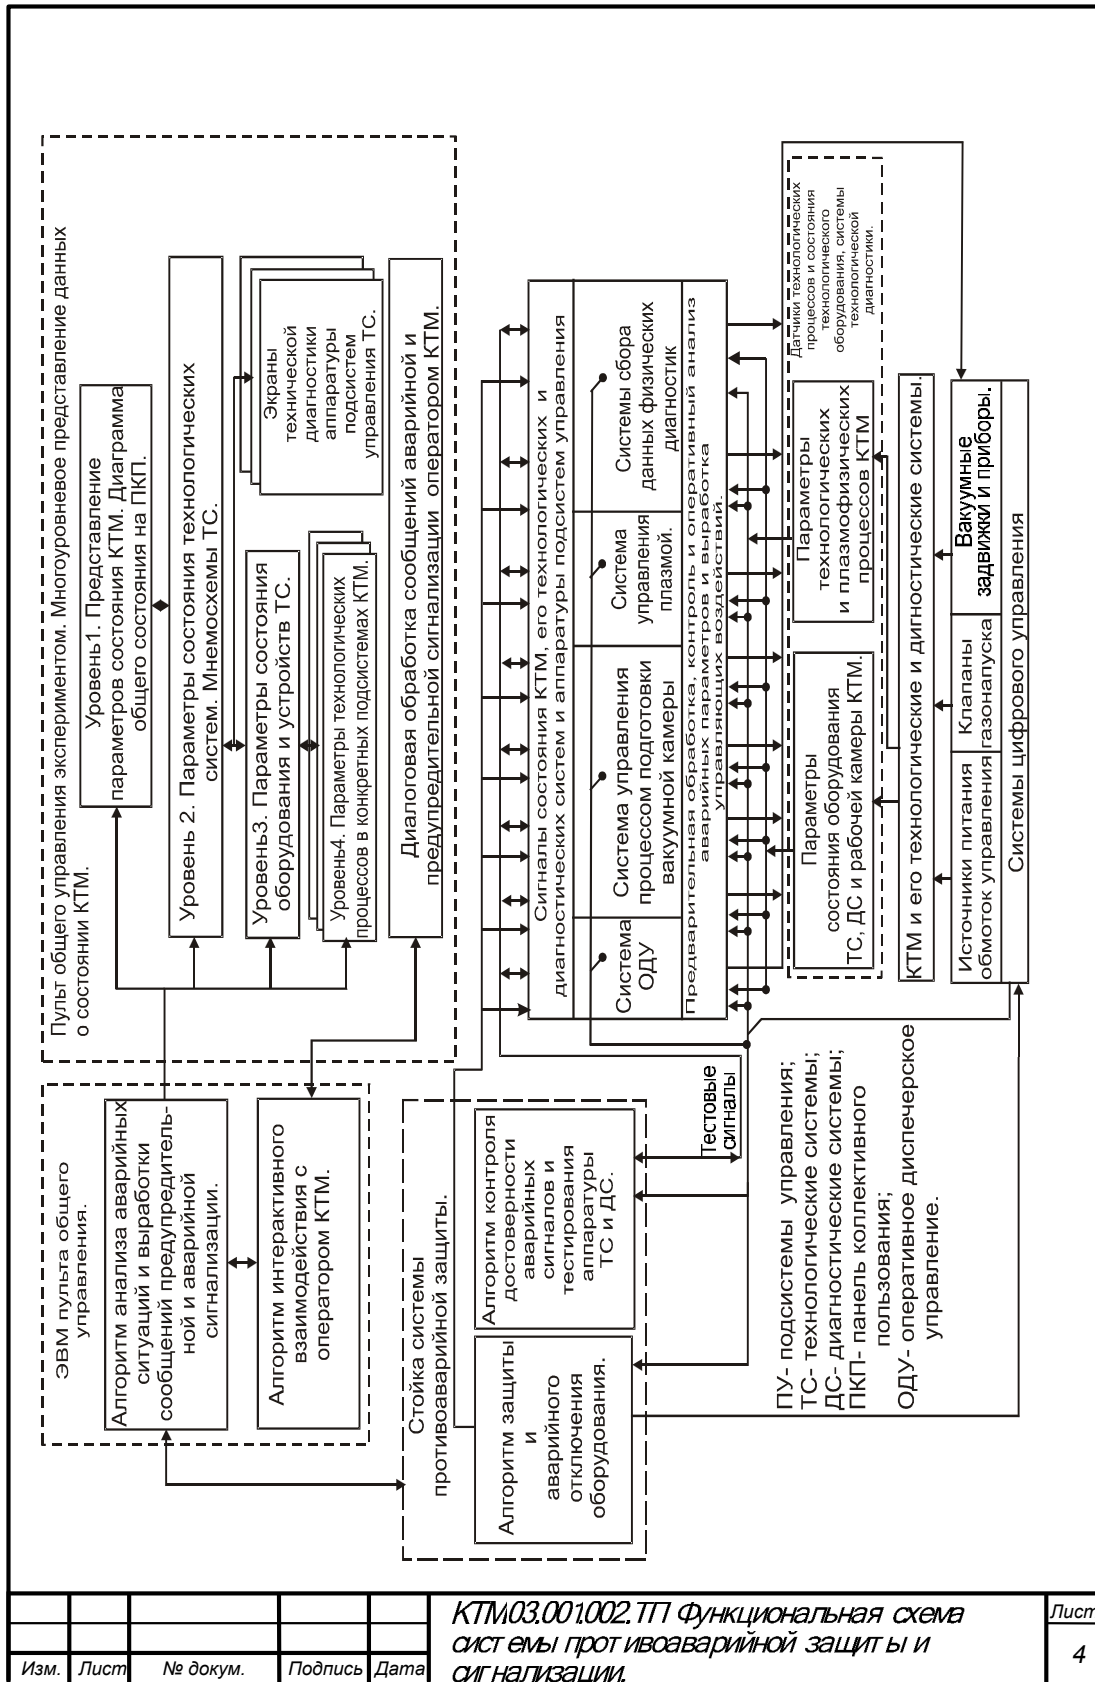 Пульт общего управления экспериментом. Многоуровневое представление данных
о состоянии КТМ.
Уровень1. Представление
параметров состояния КТМ. Диаграмма
общего состояния на ПКП.
Уровень 2. Параметры состояния технологических
систем. Мнемосхемы ТС.
Уровень3. Параметры состояния
оборудования и устройств ТС.
Уровень4. Параметры технологических
процессов в конкретных подсистемах КТМ.
Экраны
технической
диагностики
аппаратуры
подсистем
управления ТС.
Диалоговая обработка сообщений аварийной и
предупредительной сигнализации оператором КТМ.
ЭВМ пульта общего
управления.
Алгоритм анализа аварийных
ситуаций и выработки
сообщений предупредитель-
ной и аварийной
сигнализации.
Алгоритм интерактивного
взаимодействия с
оператором КТМ.
Стойка системы
противоаварийной защиты.
Алгоритм защиты
и
аварийного
отключения
оборудования.
Алгоритм контроля
достоверности
аварийных
сигналов и
тестирования
аппаратуры
ТС и ДС.
Тестовые
сигналы
Сигналы состояния КТМ, его технологических и
диагностических систем и аппаратуры подсистем управления
Система
ОДУ
Система управления
процессом подготовки
вакуумной камеры
Система
управления
плазмой.
Системы сбора
данных физических
диагностик
Предварительная обработка, контроль и оперативный анализ
аварийных параметров и выработка
управляющих воздействий.
Параметры
состояния оборудования
ТС, ДС и рабочей камеры КТМ.
Параметры
технологических
и плазмофизических
процессов КТМ
Датчики технологических
процессов и состояния
технологического
оборудования, системы
технологической
диагностики.
КТМ и его технологические и дигностические системы.
Источники питания
обмоток управления
Клапаны
газонапуска
Вакуумные
задвижки и приборы.
Системы цифрового управления
ПУ- подсистемы управления;
ТС- технологические системы;
ДС- диагностические системы;
ПКП- панель коллективного
пользования;
ОДУ- оперативное диспечерское
управление.
КТМ.03.001.002.ТП Функциональная схема
системы противоаварийной защиты и
сигнализации.
Лист
4
Изм. Лист № докум. Подпись Дата